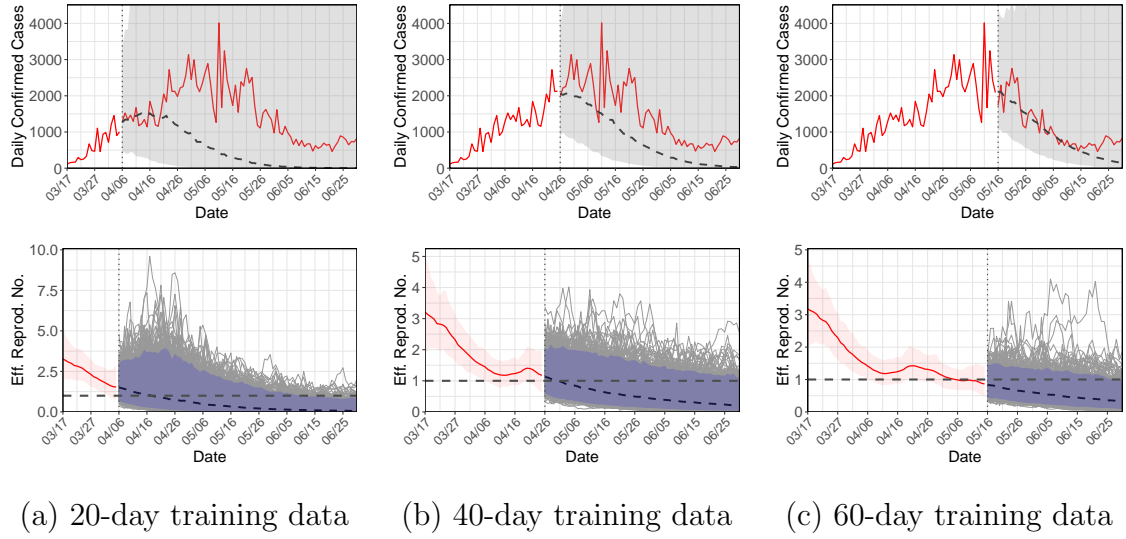 Daily Confirmed Cases
4000
3000
2000
1000
0
03/17 03/27 04/06 04/16 04/26 05/06 05/16 05/26 06/05 06/15 06/25
Date
Daily Confirmed Cases
4000
3000
2000
1000
0
03/17 03/27 04/06 04/16 04/26 05/06 05/16 05/26 06/05 06/15 06/25
Date
Daily Confirmed Cases
4000
3000
2000
1000
0
03/17 03/27 04/06 04/16 04/26 05/06 05/16 05/26 06/05 06/15 06/25
Date
Eff. Reprod. No.
10.0
7.5
5.0
2.5
0.0
03/17 03/27 04/06 04/16 04/26 05/06 05/16 05/26 06/05 06/15 06/25
Date
Eff. Reprod. No.
5
4
3
2
1
0
03/17 03/27 04/06 04/16 04/26 05/06 05/16 05/26 06/05 06/15 06/25
Date
Eff. Reprod. No.
5
4
3
2
1
0
03/17 03/27 04/06 04/16 04/26 05/06 05/16 05/26 06/05 06/15 06/25
Date
(a) 20-day training data
(b) 40-day training data
(c) 60-day training data